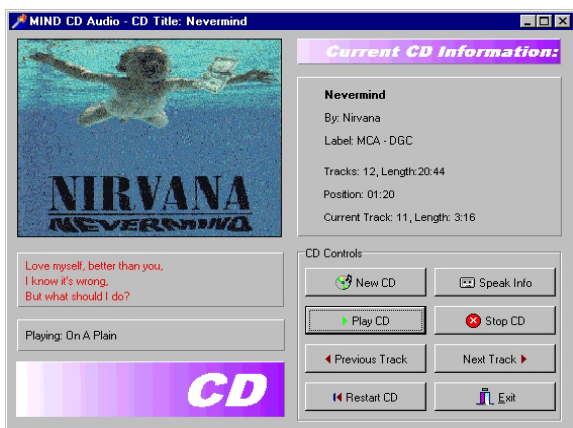 MIND CD Audio - CD Title: Nevermind
NIRVANA
NEVERMIND
Love myself, better than you,
I know it's wrong,
But what should I do?
Playing: On A Plain
CD
Current CD Information:
Nevermind
By: Nirvana
Label: MCA - DGC
Tracks: 12, Length:20:44
Position: 01:20
Current Track: 11, Length: 3:16
CD Controls
New CD
Speak Info
Play CD
Stop CD
Previous Track
Next Track
Restart CD
Exit